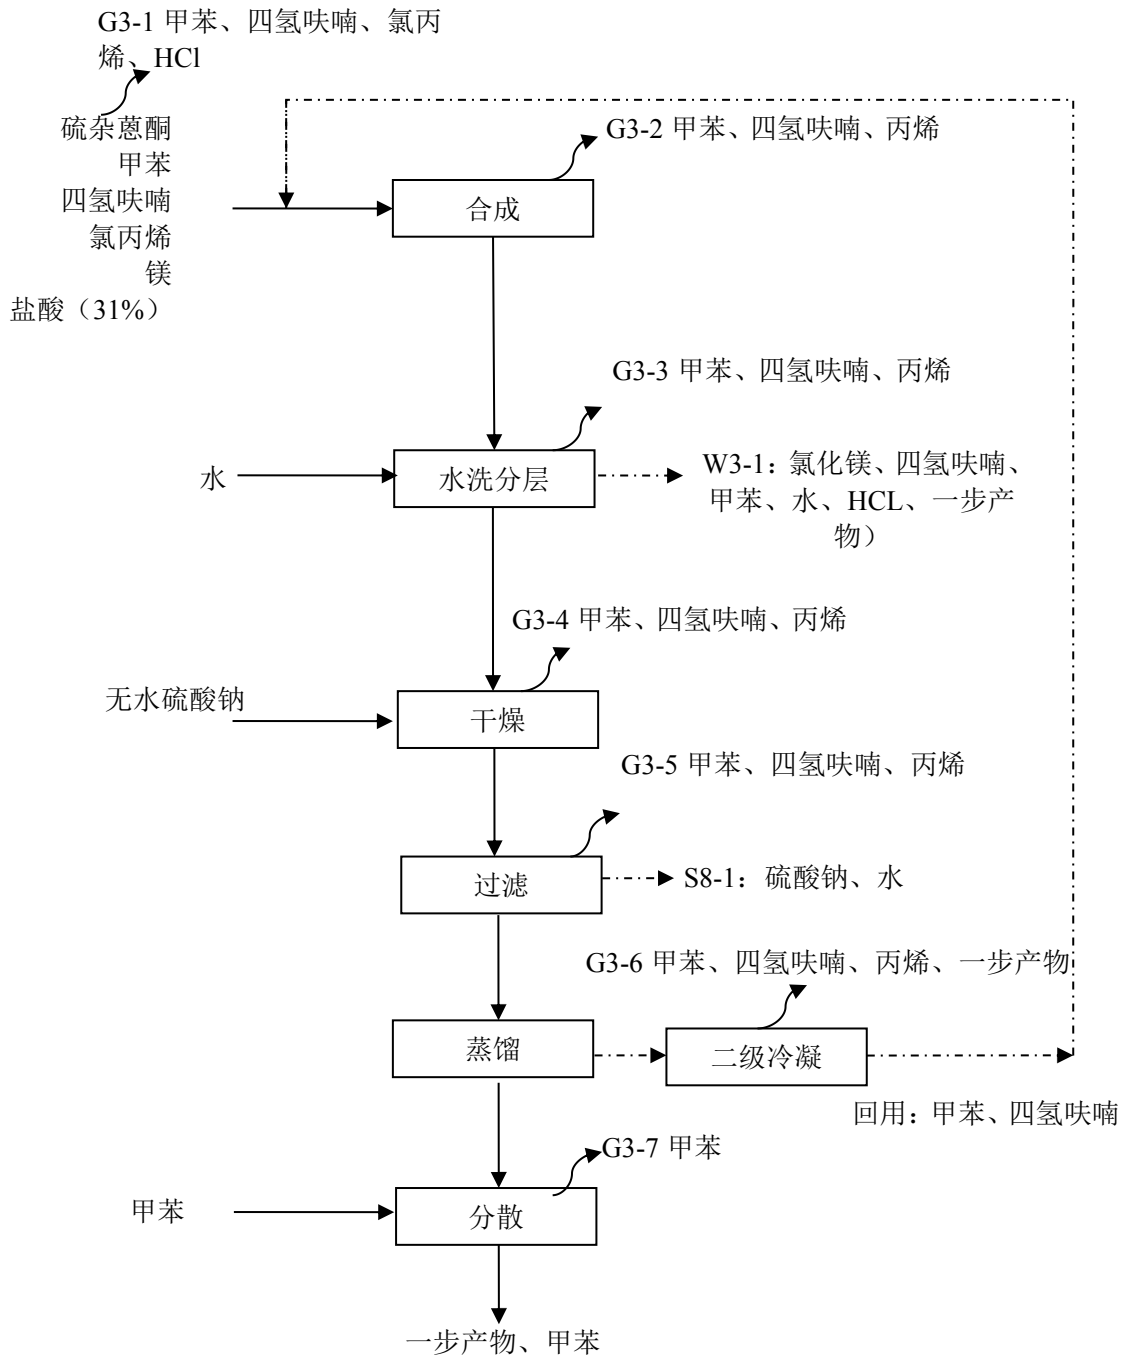 G3-1 甲苯、四氢呋喃、氯丙
烯、HCl
硫杂蒽酮
甲苯
四氢呋喃
氯丙烯
镁
盐酸（31%）
G3-2 甲苯、四氢呋喃、丙烯
合成
G3-3 甲苯、四氢呋喃、丙烯
水
水洗分层
W3-1：氯化镁、四氢呋喃、
甲苯、水、HCL、一步产
物）
G3-4 甲苯、四氢呋喃、丙烯
无水硫酸钠
干燥
G3-5 甲苯、四氢呋喃、丙烯
过滤
S8-1：硫酸钠、水
G3-6 甲苯、四氢呋喃、丙烯、一步产物
蒸馏
二级冷凝
回用：甲苯、四氢呋喃
G3-7 甲苯
甲苯
分散
一步产物、甲苯